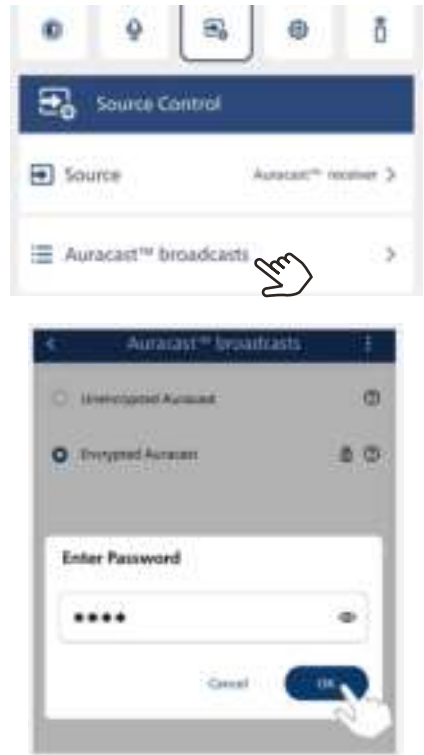 Source Control
Source
Auracast™ receiver
Auracast™ broadcasts
Auracast™ broadcasts
Unencrypted Auracast
Encrypted Auracast
Enter Password
Cancel
OK